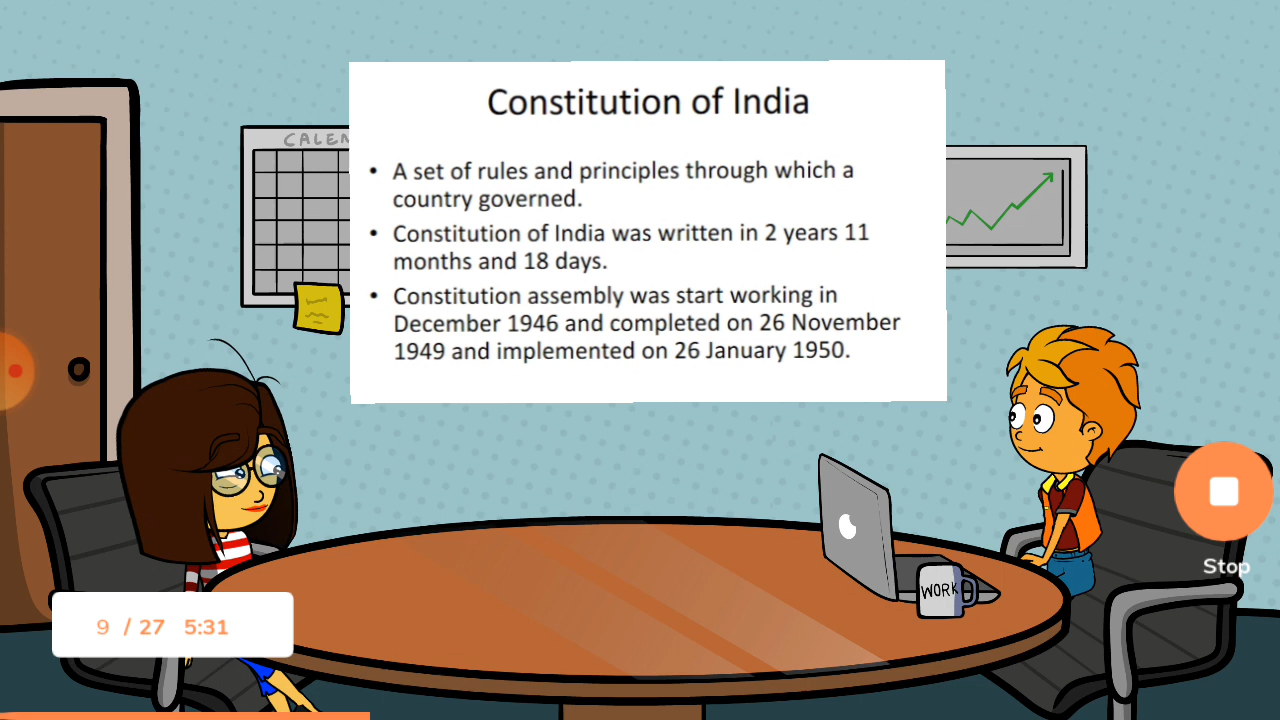 CALEN
Constitution of India
• A set of rules and principles through which a
country governed.
• Constitution of India was written in 2 years 11
months and 18 days.
• Constitution assembly was start working in
December 1946 and completed on 26 November
1949 and implemented on 26 January 1950.
WORK
Stop
9 / 27 5:31